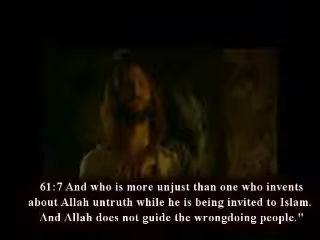 61:7 And who is more unjust than one who invents
about Allah untruth while he is being invited to Islam.
And Allah does not guide the wrongdoing people."